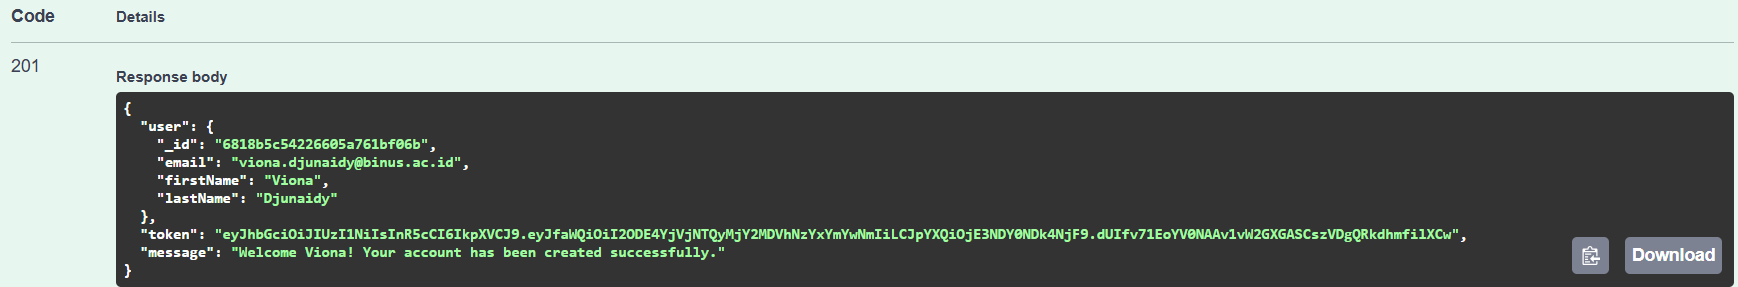 Code Details
201
Response body
{
  "user": {
    "_id": "6818b5c54226605a761bf06b",
    "email": "viona.djunaidy@binus.ac.id",
    "firstName": "Viona",
    "lastName": "Djunaidy"
  },
  "token": "eyJhbGciOiJIUzI1NiIsInR5cCI6IkpXVCJ9.eyJfaWQiOiI2ODE4YjVjNTQyMjY2MDVhNzYxYmYwNmIiLCJpYXQiOjE3NDY0NDk4NjF9.dUIfv71EoYV0NAAv1vW2GXGASCszVDgQRkdhmfilXCw",
  "message": "Welcome Viona! Your account has been created successfully."
}
Download